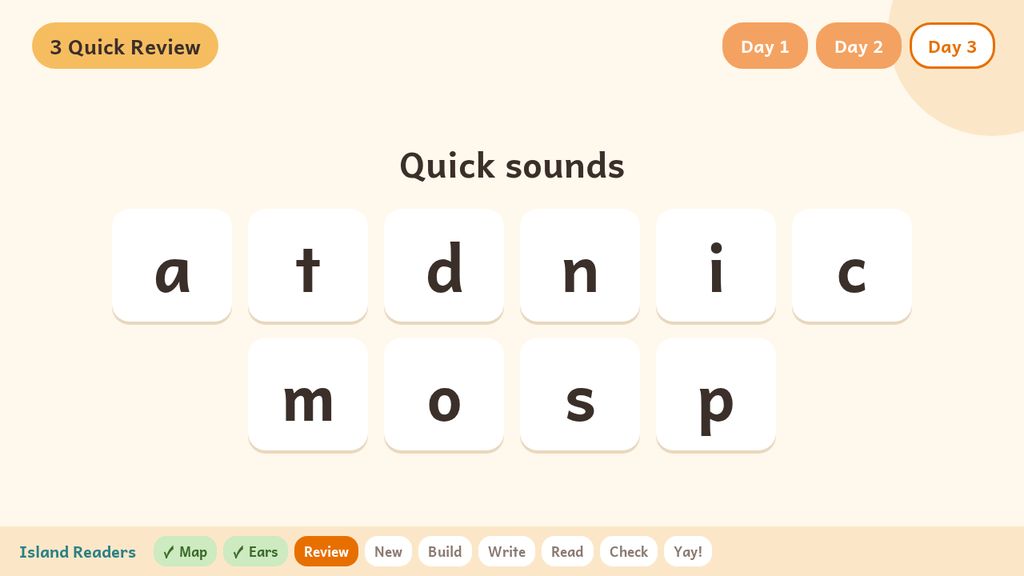 3 Quick Review
Day 1 Day 2 Day 3
Quick sounds
a t d n i c
m o s p
Island Readers ✓ Map ✓ Ears Review New Build Write Read Check Yay!